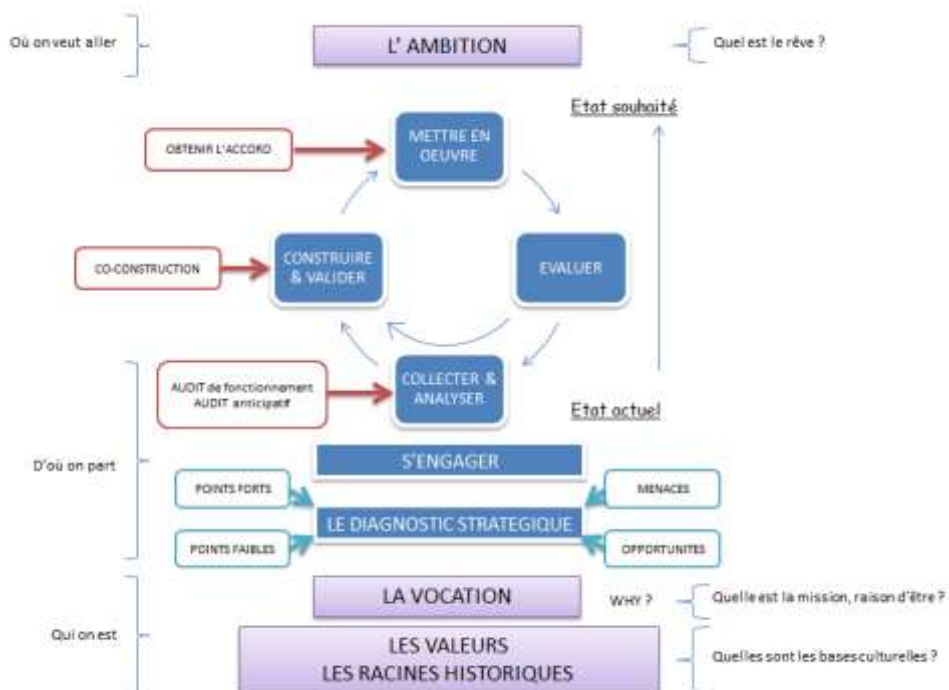 Où on veut aller
L' AMBITION
Quel est le rêve ?
Etat souhaité
METTRE EN
OEUVRE
OBTENIR L'ACCORD
CONSTRUIRE
& VALIDER
EVALUER
CO-CONSTRUCTION
COLLECTER &
ANALYSER
AUDIT de fonctionnement
AUDIT anticipatif
Etat actuel
D'où on part
S'ENGAGER
POINTS FORTS
MENACES
LE DIAGNOSTIC STRATEGIQUE
POINTS FAIBLES
OPPORTUNITES
LA VOCATION
WHY ?
Quelle est la mission, raison d'être ?
Qui on est
LES VALEURS
LES RACINES HISTORIQUES
Quelles sont les bases culturelles ?